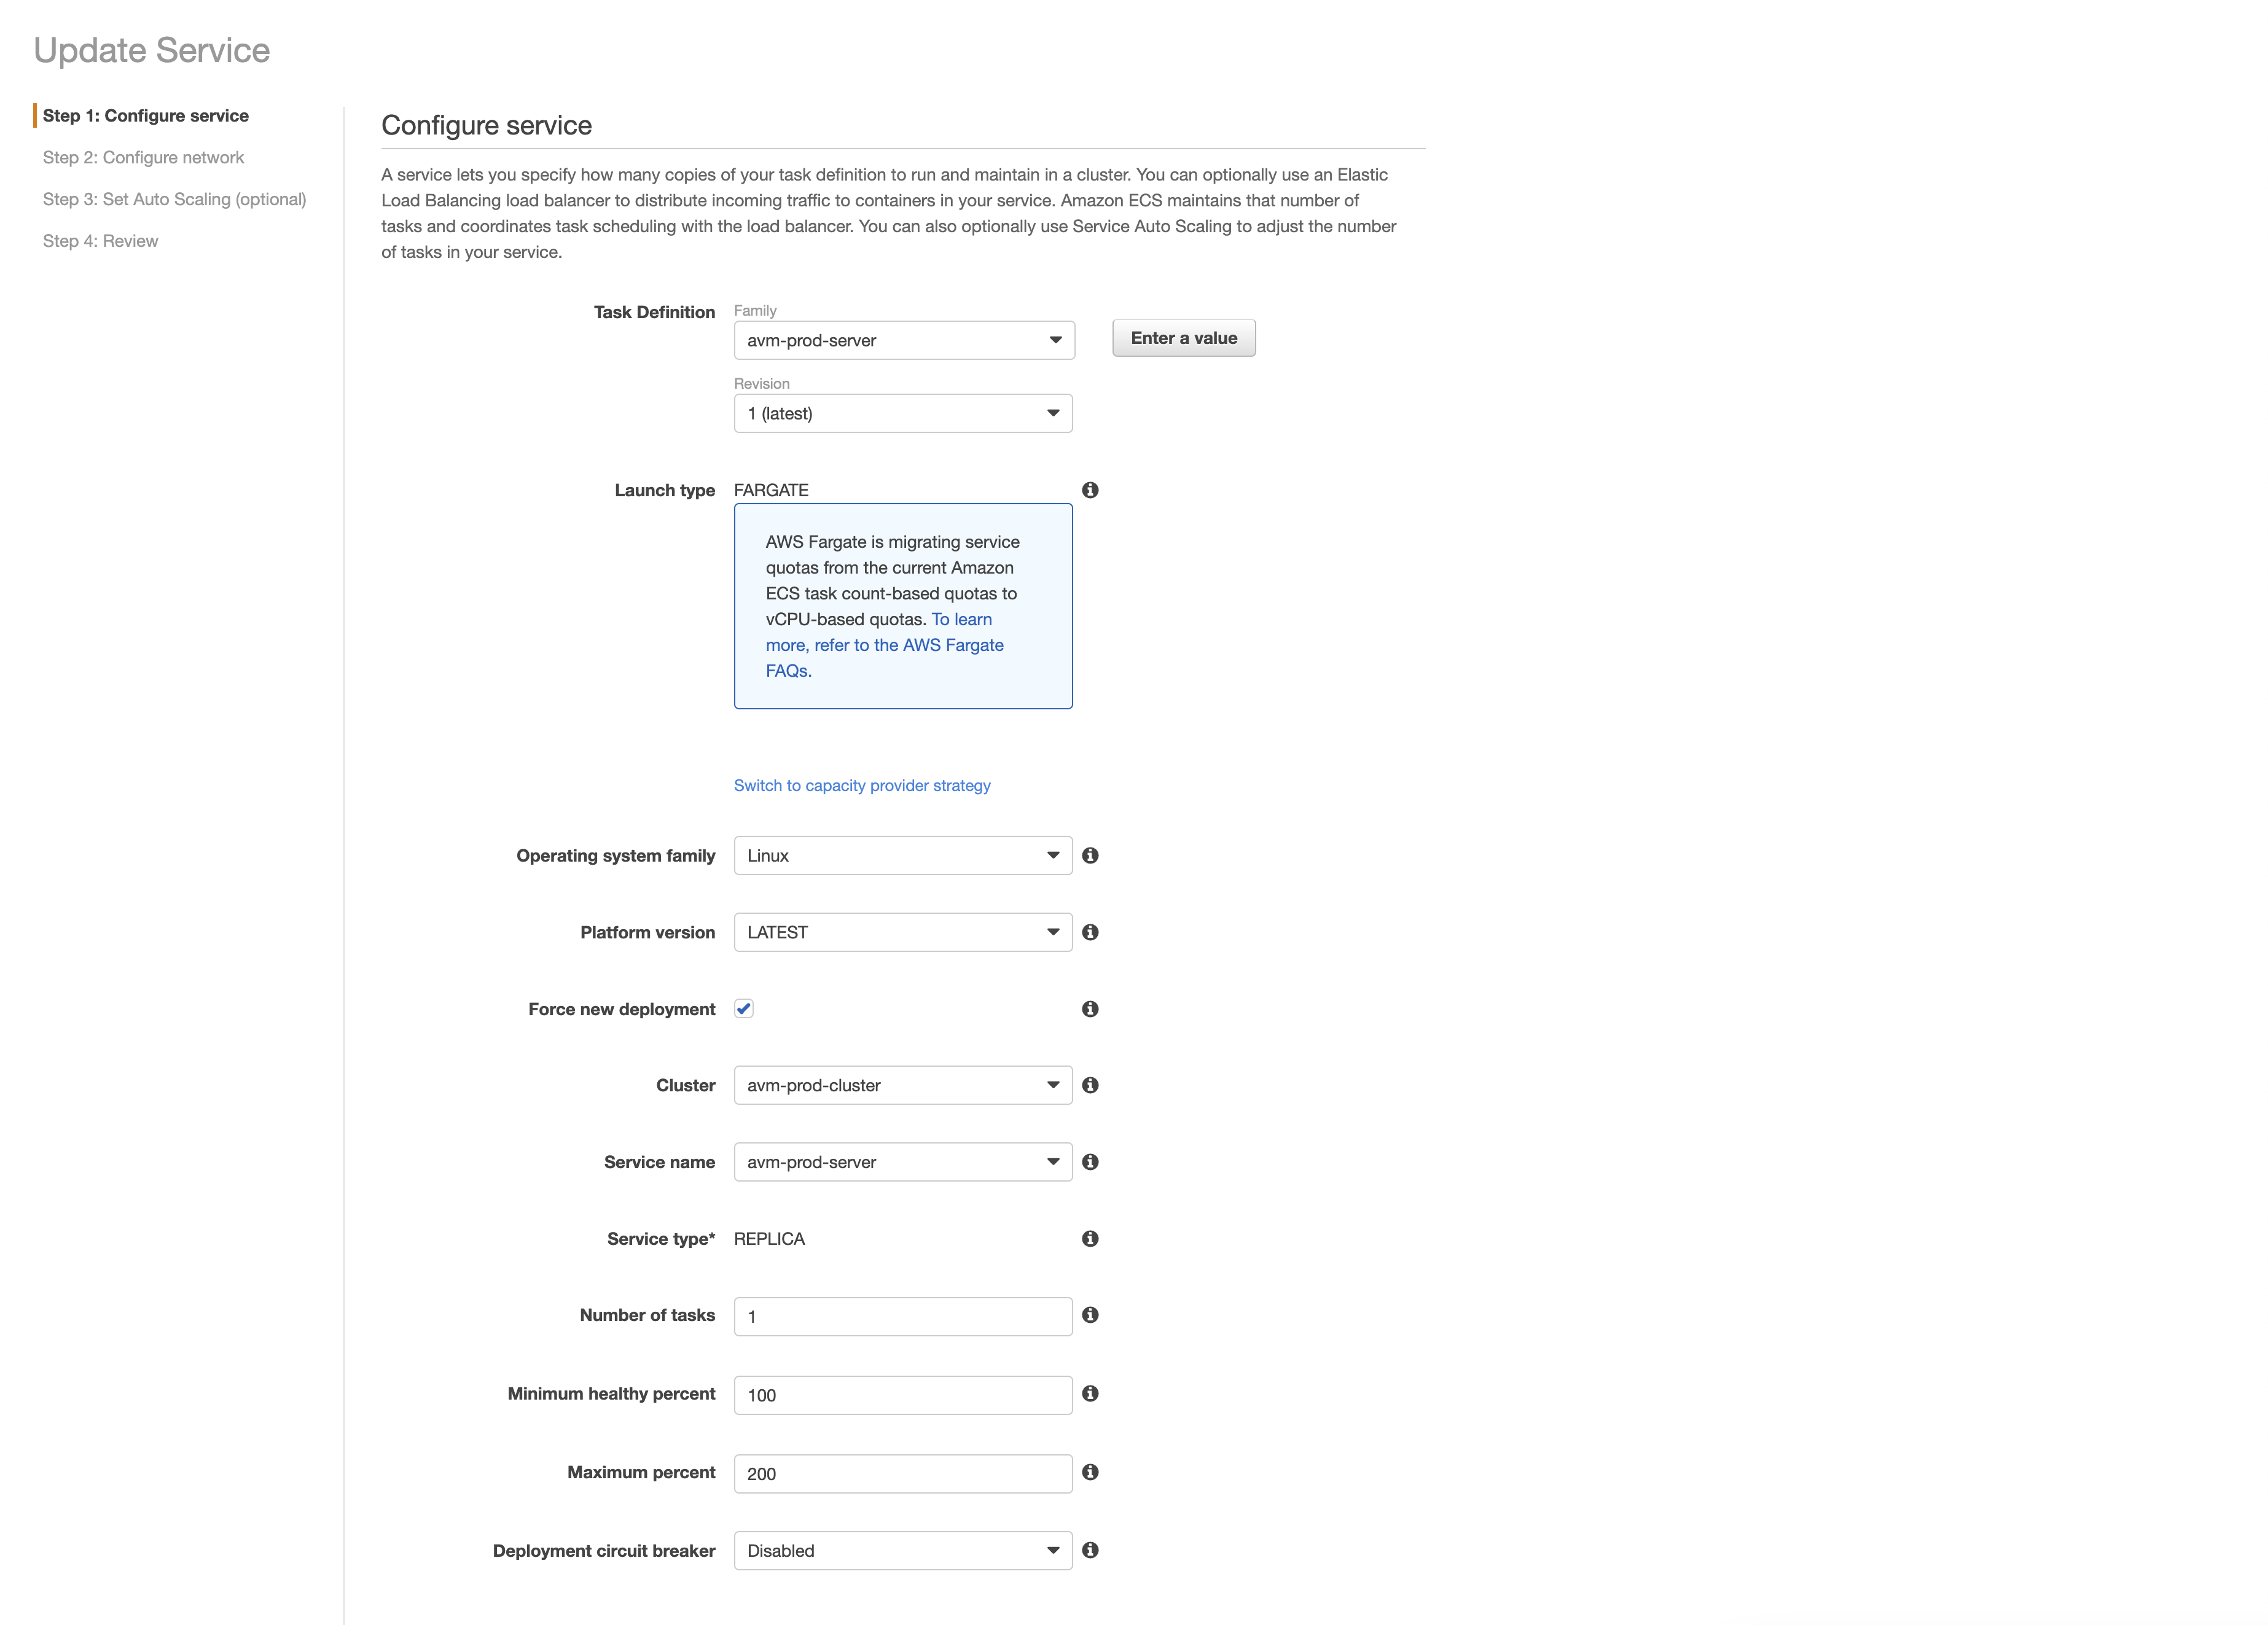 Update Service
Step 1: Configure service
Step 2: Configure network
Step 3: Set Auto Scaling (optional)
Step 4: Review
Configure service
A service lets you specify how many copies of your task definition to run and maintain in a cluster. You can optionally use an Elastic
Load Balancing load balancer to distribute incoming traffic to containers in your service. Amazon ECS maintains that number of
tasks and coordinates task scheduling with the load balancer. You can also optionally use Service Auto Scaling to adjust the number
of tasks in your service.
Task Definition
Family
avm-prod-server
Enter a value
Revision
1 (latest)
Launch type FARGATE
AWS Fargate is migrating service
quotas from the current Amazon
ECS task count-based quotas to
vCPU-based quotas. To learn
more, refer to the AWS Fargate
FAQs.
Switch to capacity provider strategy
Operating system family Linux
Platform version LATEST
Force new deployment
Cluster avm-prod-cluster
Service name avm-prod-server
Service type* REPLICA
Number of tasks 1
Minimum healthy percent 100
Maximum percent 200
Deployment circuit breaker Disabled